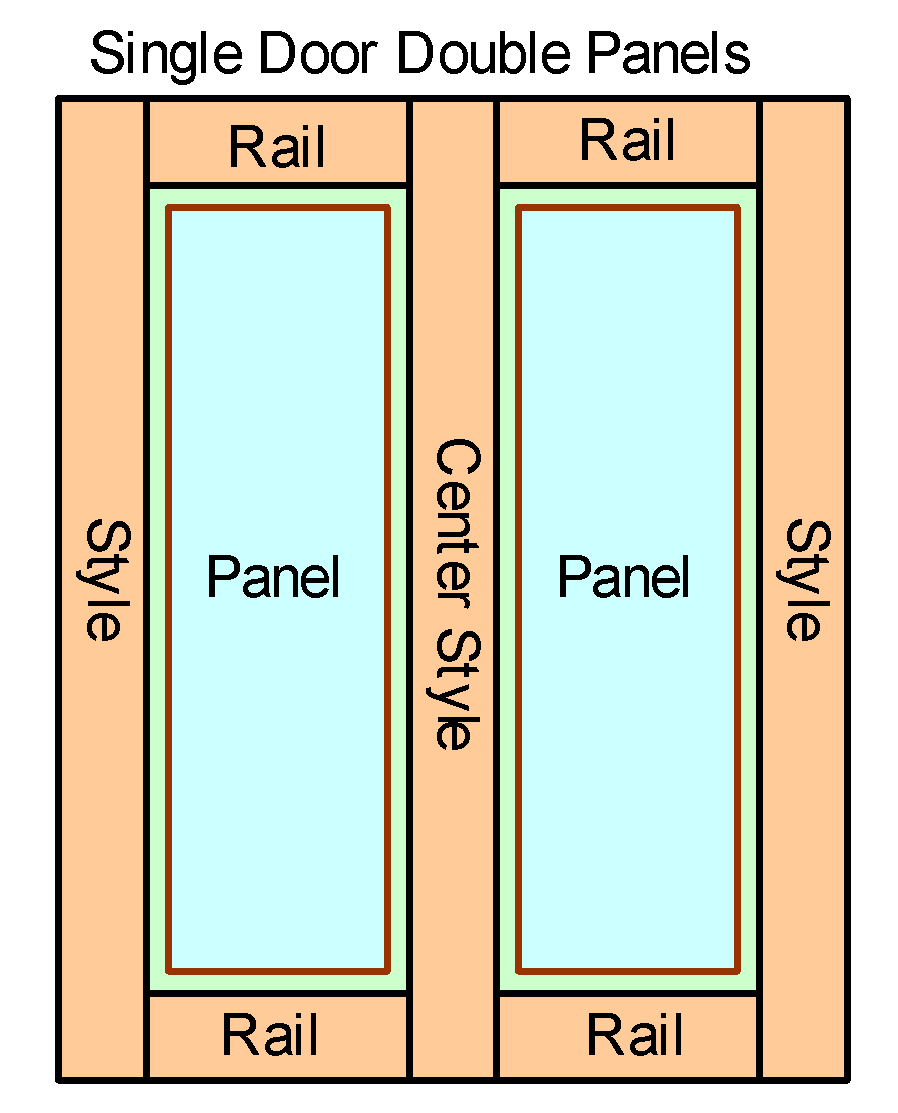 Single Door Double Panels
Rail
Rail
Style
Panel
Center Style
Panel
Style
Rail
Rail